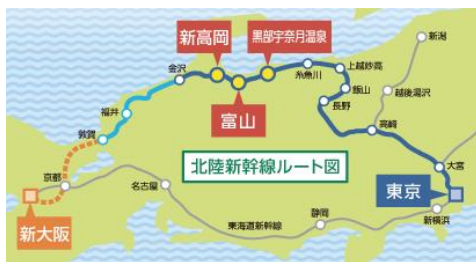 新高岡
黒部宇奈月温泉
新潟
金沢
糸魚川
上越妙高
富山
飯山
越後湯沢
福井
長野
敦賀
高崎
北陸新幹線ルート図
大宮
京都
名古屋
東京
新大阪
東海道新幹線
静岡
新横浜